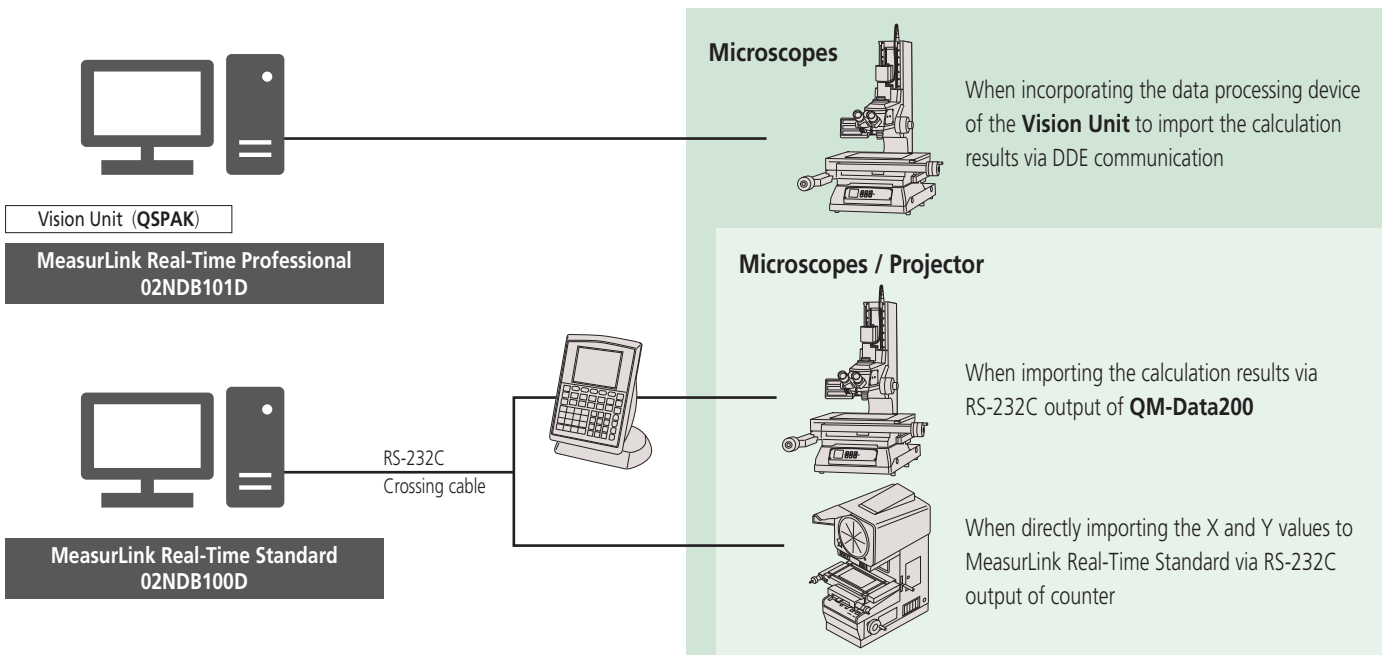 Microscopes
When incorporating the data processing device
of the Vision Unit to import the calculation
results via DDE communication
Vision Unit (QSPAK)
MeasurLink Real-Time Professional
02NDB101D
Microscopes / Projector
When importing the calculation results via
RS-232C output of QM-Data200
RS-232C
Crossing cable
When directly importing the X and Y values to
MeasurLink Real-Time Standard via RS-232C
output of counter
MeasurLink Real-Time Standard
02NDB100D